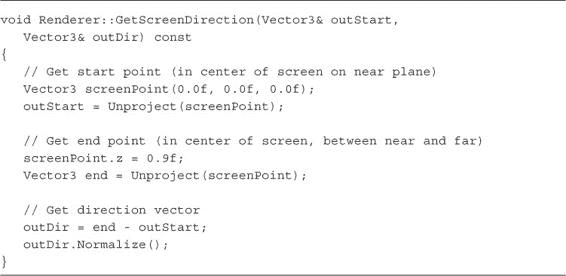 void Renderer::GetScreenDirection(Vector3& outStart,
   Vector3& outDir) const
{
   // Get start point (in center of screen on near plane)
   Vector3 screenPoint(0.0f, 0.0f, 0.0f);
   outStart = Unproject(screenPoint);

   // Get end point (in center of screen, between near and far)
   screenPoint.z = 0.9f;
   Vector3 end = Unproject(screenPoint);

   // Get direction vector
   outDir = end - outStart;
   outDir.Normalize();
}